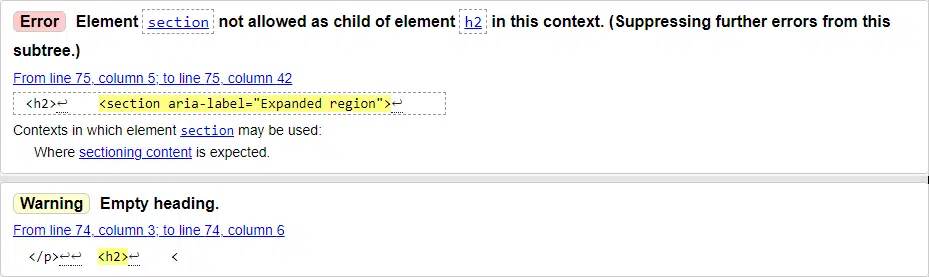 Error Element section not allowed as child of element h2 in this context. (Suppressing further errors from this
subtree.)
From line 75, column 5; to line 75, column 42
<h2>↩ <section aria-label="Expanded region">↩
Contexts in which element section may be used:
Where sectioning content is expected.
Warning Empty heading.
From line 74, column 3; to line 74, column 6
</p>↩↩ <h2>↩ <